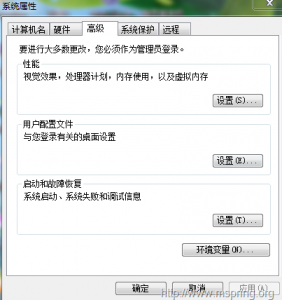 系统属性
计算机名 硬件 高级 系统保护 远程
要进行大多数更改，您必须作为管理员登录。
性能
视觉效果，处理器计划，内存使用，以及虚拟内存
设置(S)...
用户配置文件
与您登录有关的桌面设置
设置(E)...
启动和故障恢复
系统启动、系统失败和调试信息
设置(T)...
环境变量(N)...
确定 取消 应用(A)
http://www.mspring.org